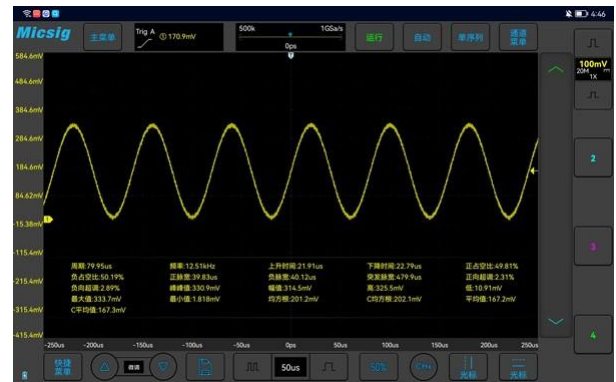 4:46
Micsig
主菜单
Trig A ① 170.9mV
500k 1GSa/s
0ps
运行
自动
单序列
通道
菜单
584.6mV
484.6mV
384.6mV
284.6mV
184.6mV
84.62mV
-15.38mV
-115.4mV
-215.4mV
-315.4mV
-415.4mV
100mV
20M
1X
2
3
4
周期:79.95us 频率:12.51kHz 上升时间:21.91us 下降时间:22.79us 正占空比:49.81%
负占空比:50.19% 正脉宽:39.83us 负脉宽:40.12us 突发脉宽:479.9us 正向超调:2.31%
负向超调:2.89% 峰峰值:330.9mV 幅值:314.5mV 高:325.5mV 低:10.91mV
最大值:333.7mV 最小值:1.818mV 均方根:201.2mV C均方根:202.1mV 平均值:167.2mV
C平均值:167.3mV
-250us -200us -150us -100us -50us 0ps 50us 100us 150us 200us 250us
快捷
菜单
微调
50us
50%
CHx
光标
光标